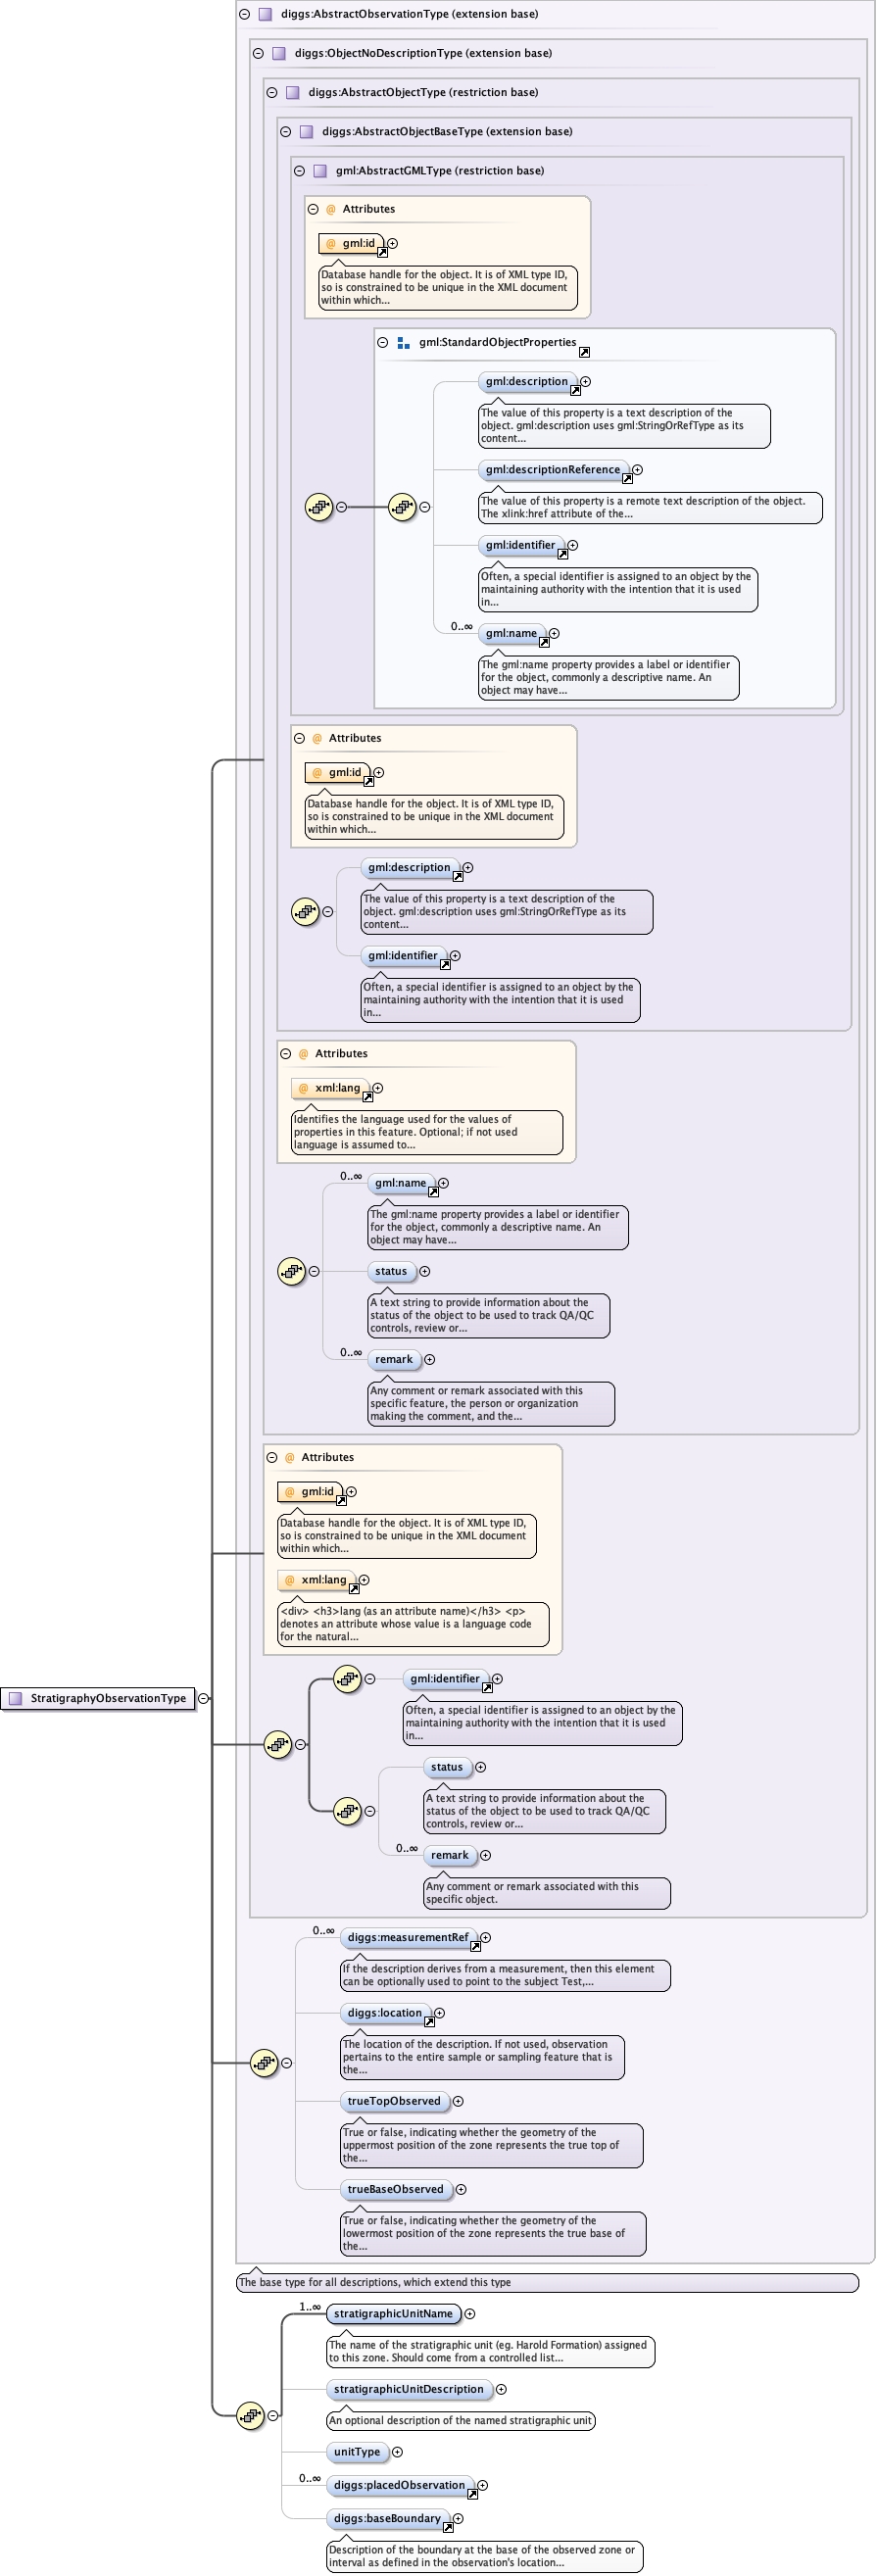 diggs:AbstractObservationType (extension base)
diggs:ObjectNoDescriptionType (extension base)
diggs:AbstractObjectType (restriction base)
diggs:AbstractObjectBaseType (extension base)
gml:AbstractGMLType (restriction base)
@ Attributes
@ gml:id
Database handle for the object. It is of XML type ID,
so is constrained to be unique in the XML document
within which...
gml:StandardObjectProperties
gml:description
The value of this property is a text description of the
object. gml:description uses gml:StringOrRefType as its
content...
gml:descriptionReference
The value of this property is a remote text description of the object.
The xlink:href attribute of the...
gml:identifier
Often, a special identifier is assigned to an object by the
maintaining authority with the intention that it is used
in...
0..∞
gml:name
The gml:name property provides a label or identifier
for the object, commonly a descriptive name. An
object may have...
@ Attributes
@ gml:id
Database handle for the object. It is of XML type ID,
so is constrained to be unique in the XML document
within which...
gml:description
The value of this property is a text description of the
object. gml:description uses gml:StringOrRefType as its
content...
gml:identifier
Often, a special identifier is assigned to an object by the
maintaining authority with the intention that it is used
in...
@ Attributes
@ xml:lang
Identifies the language used for the values of
properties in this feature. Optional; if not used
language is assumed to...
0..∞
gml:name
The gml:name property provides a label or identifier
for the object, commonly a descriptive name. An
object may have...
status
A text string to provide information about the
status of the object to be used to track QA/QC
controls, review or...
0..∞
remark
Any comment or remark associated with this
specific feature, the person or organization
making the comment, and the...
@ Attributes
@ gml:id
Database handle for the object. It is of XML type ID,
so is constrained to be unique in the XML document
within which...
@ xml:lang
<div> <h3>lang (as an attribute name)</h3> <p>
denotes an attribute whose value is a language code
for the natural...
StratigraphyObservationType
gml:identifier
Often, a special identifier is assigned to an object by the
maintaining authority with the intention that it is used
in...
status
A text string to provide information about the
status of the object to be used to track QA/QC
controls, review or...
0..∞
remark
Any comment or remark associated with this
specific object.
0..∞
diggs:measurementRef
If the description derives from a measurement, then this element
can be optionally used to point to the subject Test,...
diggs:location
The location of the description. If not used, observation
pertains to the entire sample or sampling feature that is
the...
trueTopObserved
True or false, indicating whether the geometry of the
uppermost position of the zone represents the true top of
the...
trueBaseObserved
True or false, indicating whether the geometry of the
lowermost position of the zone represents the true base of
the...
The base type for all descriptions, which extend this type
1..∞
stratigraphicUnitName
The name of the stratigraphic unit (eg. Harold Formation) assigned
to this zone. Should come from a controlled list...
stratigraphicUnitDescription
An optional description of the named stratigraphic unit
unitType
0..∞
diggs:placedObservation
diggs:baseBoundary
Description of the boundary at the base of the observed zone or
interval as defined in the observation's location...